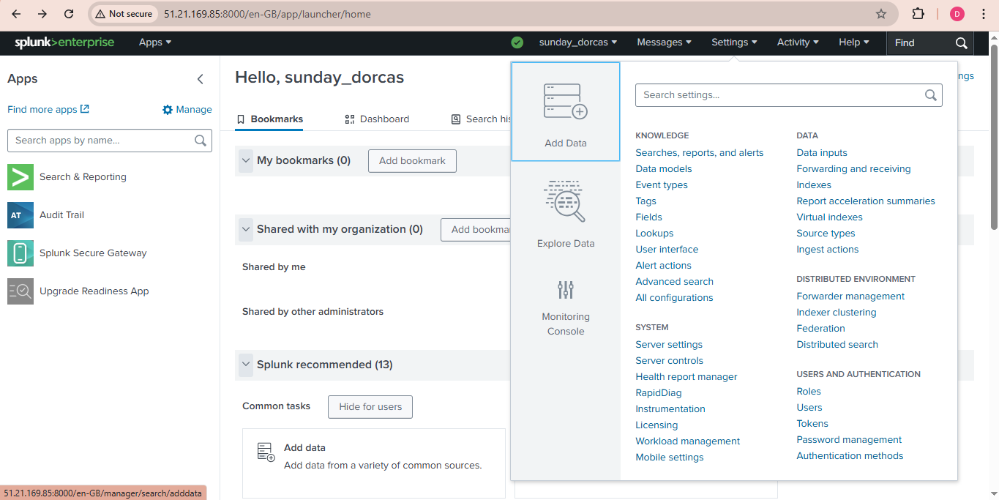 Not secure
51.21.169.85:8000/en-GB/app/launcher/home
D
splunk>enterprise
Apps
sunday_dorcas
Messages
Settings
Activity
Help
Find
Apps
Find more apps
Manage
Search apps by name...
Search & Reporting
AT
Audit Trail
Splunk Secure Gateway
Upgrade Readiness App
Hello, sunday_dorcas
ngs
Bookmarks
Dashboard
Search his
My bookmarks (0)
Add bookmark
Shared with my organization (0)
Add bookmar
Shared by me
Shared by other administrators
Splunk recommended (13)
Common tasks
Hide for users
Add data
Add data from a variety of common sources.
Add Data
Explore Data
Monitoring
Console
Search settings...
KNOWLEDGE
Searches, reports, and alerts
Data models
Event types
Tags
Fields
Lookups
User interface
Alert actions
Advanced search
All configurations
SYSTEM
Server settings
Server controls
Health report manager
RapidDiag
Instrumentation
Licensing
Workload management
Mobile settings
DATA
Data inputs
Forwarding and receiving
Indexes
Report acceleration summaries
Virtual indexes
Source types
Ingest actions
DISTRIBUTED ENVIRONMENT
Forwarder management
Indexer clustering
Federation
Distributed search
USERS AND AUTHENTICATION
Roles
Users
Tokens
Password management
Authentication methods
51.21.169.85:8000/en-GB/manager/search/adddata